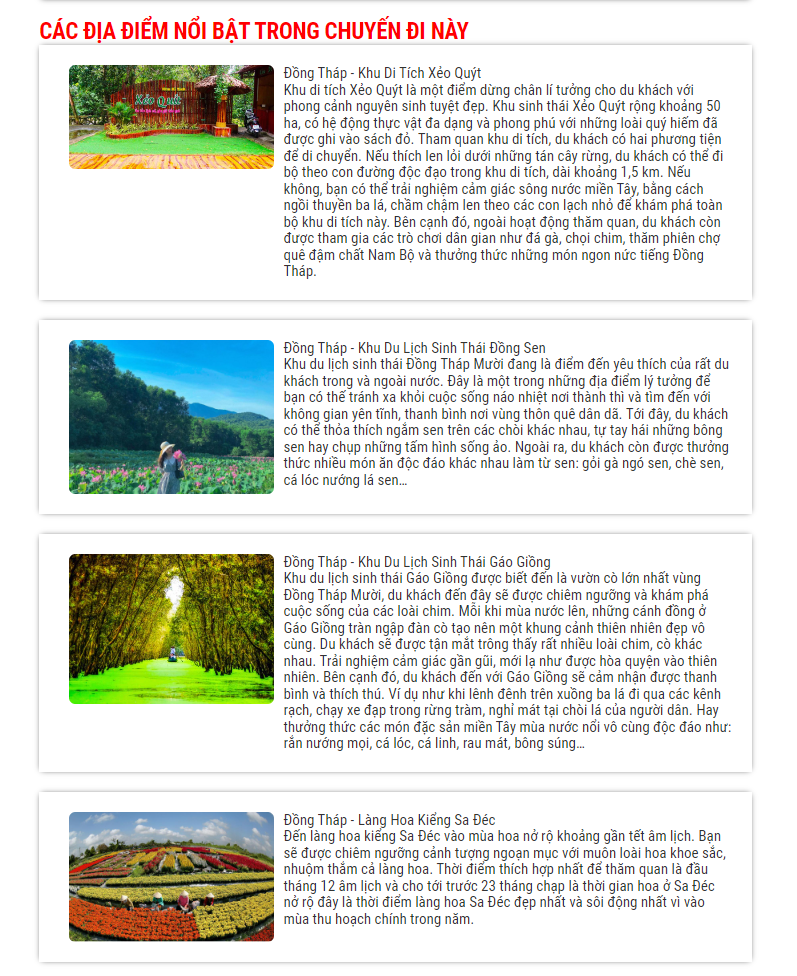 CÁC ĐỊA ĐIỂM NỔI BẬT TRONG CHUYẾN ĐI NÀY
Xẻo Quýt
Đồng Tháp - Khu Di Tích Xẻo Quýt
Khu di tích Xẻo Quýt là một điểm dừng chân lí tưởng cho du khách với
phong cảnh nguyên sinh tuyệt đẹp. Khu sinh thái Xẻo Quýt rộng khoảng 50
ha, có hệ động thực vật đa dạng và phong phú với những loài quý hiếm đã
được ghi vào sách đỏ. Tham quan khu di tích, du khách có hai phương tiện
để di chuyển. Nếu thích len lỏi dưới những tán cây rừng, du khách có thể đi
bộ theo con đường độc đạo trong khu di tích, dài khoảng 1,5 km. Nếu
không, bạn có thể trải nghiệm cảm giác sông nước miền Tây, bằng cách
ngồi thuyền ba lá, chầm chậm len theo các con lạch nhỏ để khám phá toàn
bộ khu di tích này. Bên cạnh đó, ngoài hoạt động thăm quan, du khách còn
được tham gia các trò chơi dân gian như đá gà, chọi chim, thăm phiên chợ
quê đậm chất Nam Bộ và thưởng thức những món ngon nức tiếng Đồng
Tháp.
Đồng Tháp - Khu Du Lịch Sinh Thái Đồng Sen
Khu du lịch sinh thái Đồng Tháp Mười đang là điểm đến yêu thích của rất du
khách trong và ngoài nước. Đây là một trong những địa điểm lý tưởng để
bạn có thể tránh xa khỏi cuộc sống náo nhiệt nơi thành thì và tìm đến với
không gian yên tĩnh, thanh bình nơi vùng thôn quê dân dã. Tới đây, du khách
có thể thỏa thích ngắm sen trên các chòi khác nhau, tự tay hái những bông
sen hay chụp những tấm hình sống ảo. Ngoài ra, du khách còn được thưởng
thức nhiều món ăn độc đáo khác nhau làm từ sen: gỏi gà ngó sen, chè sen,
cá lóc nướng lá sen…
Đồng Tháp - Khu Du Lịch Sinh Thái Gáo Giồng
Khu du lịch sinh thái Gáo Giồng được biết đến là vườn cò lớn nhất vùng
Đồng Tháp Mười, du khách đến đây sẽ được chiêm ngưỡng và khám phá
cuộc sống của các loài chim. Mỗi khi mùa nước lên, những cánh đồng ở
Gáo Giồng tràn ngập đàn cò tạo nên một khung cảnh thiên nhiên đẹp vô
cùng. Du khách sẽ được tận mắt trông thấy rất nhiều loài chim, cò khác
nhau. Trải nghiệm cảm giác gần gũi, mới lạ như được hòa quyện vào thiên
nhiên. Bên cạnh đó, du khách đến với Gáo Giồng sẽ cảm nhận được thanh
bình và thích thú. Ví dụ như khi lênh đênh trên xuồng ba lá đi qua các kênh
rạch, chạy xe đạp trong rừng tràm, nghỉ mát tại chòi lá của người dân. Hay
thưởng thức các món đặc sản miền Tây mùa nước nổi vô cùng độc đáo như:
rắn nướng mọi, cá lóc, cá linh, rau mát, bông súng…
Đồng Tháp - Làng Hoa Kiểng Sa Đéc
Đến làng hoa kiểng Sa Đéc vào mùa hoa nở rộ khoảng gần tết âm lịch. Bạn
sẽ được chiêm ngưỡng cảnh tượng ngoạn mục với muôn loài hoa khoe sắc,
nhuộm thắm cả làng hoa. Thời điểm thích hợp nhất để thăm quan là đầu
tháng 12 âm lịch và cho tới trước 23 tháng chạp là thời gian hoa ở Sa Đéc
nở rộ đây là thời điểm làng hoa Sa Đéc đẹp nhất và sôi động nhất vì vào
mùa thu hoạch chính trong năm.